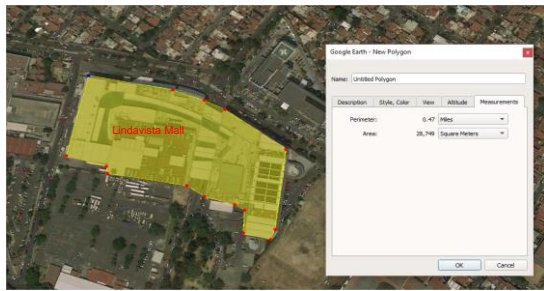 Google Earth - New Polygon
Name: Untitled Polygon
Description Style, Color View Altitude Measurements
Perimeter: 0.47 Miles
Area: 28,749 Square Meters
Lindavista Mall
OK Cancel